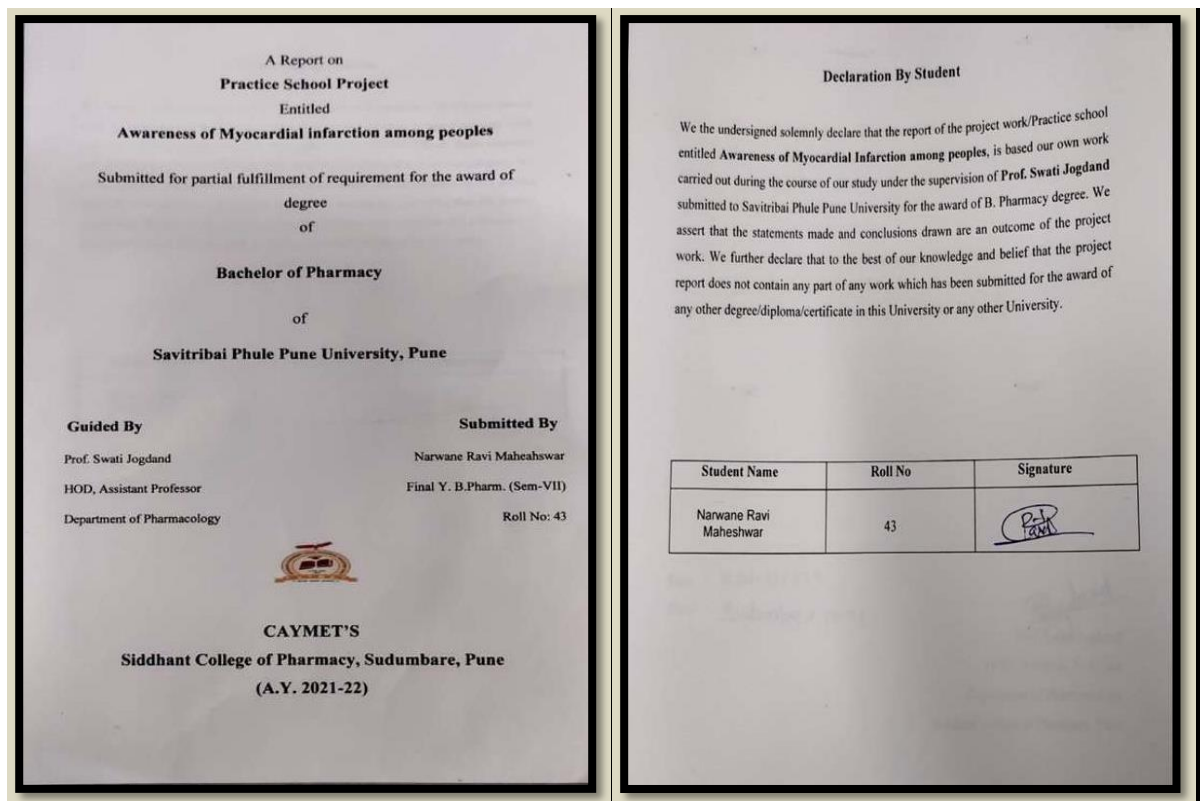 A Report on
Practice School Project
Entitled
Awareness of Myocardial infarction among peoples
Submitted for partial fulfillment of requirement for the award of
degree
of
Bachelor of Pharmacy
of
Savitribai Phule Pune University, Pune
Guided By
Prof. Swati Jogdand
HOD, Assistant Professor
Department of Pharmacology
Submitted By
Narwane Ravi Maheahswar
Final Y. B.Pharm. (Sem-VII)
Roll No: 43
CAYMET'S
Siddhant College of Pharmacy, Sudumbare, Pune
(A.Y. 2021-22)
Declaration By Student
We the undersigned solemnly declare that the report of the project work/Practice school
entitled Awareness of Myocardial Infarction among peoples, is based our own work
carried out during the course of our study under the supervision of Prof. Swati Jogdand
submitted to Savitribai Phule Pune University for the award of B. Pharmacy degree. We
assert that the statements made and conclusions drawn are an outcome of the project
work. We further declare that to the best of our knowledge and belief that the project
report does not contain any part of any work which has been submitted for the award of
any other degree/diploma/certificate in this University or any other University.
Student Name Roll No Signature
Narwane Ravi
Maheshwar
43